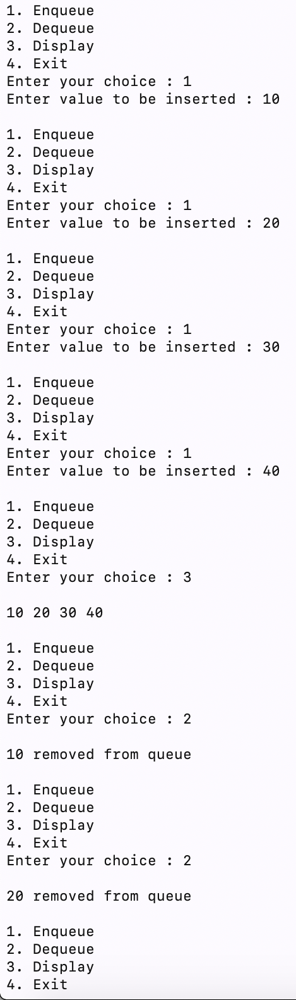 1. Enqueue
2. Dequeue
3. Display
4. Exit
Enter your choice : 1
Enter value to be inserted : 10
1. Enqueue
2. Dequeue
3. Display
4. Exit
Enter your choice : 1
Enter value to be inserted : 20
1. Enqueue
2. Dequeue
3. Display
4. Exit
Enter your choice : 1
Enter value to be inserted : 30
1. Enqueue
2. Dequeue
3. Display
4. Exit
Enter your choice : 1
Enter value to be inserted : 40
1. Enqueue
2. Dequeue
3. Display
4. Exit
Enter your choice : 3
10 20 30 40
1. Enqueue
2. Dequeue
3. Display
4. Exit
Enter your choice : 2
10 removed from queue
1. Enqueue
2. Dequeue
3. Display
4. Exit
Enter your choice : 2
20 removed from queue
1. Enqueue
2. Dequeue
3. Display
4. Exit